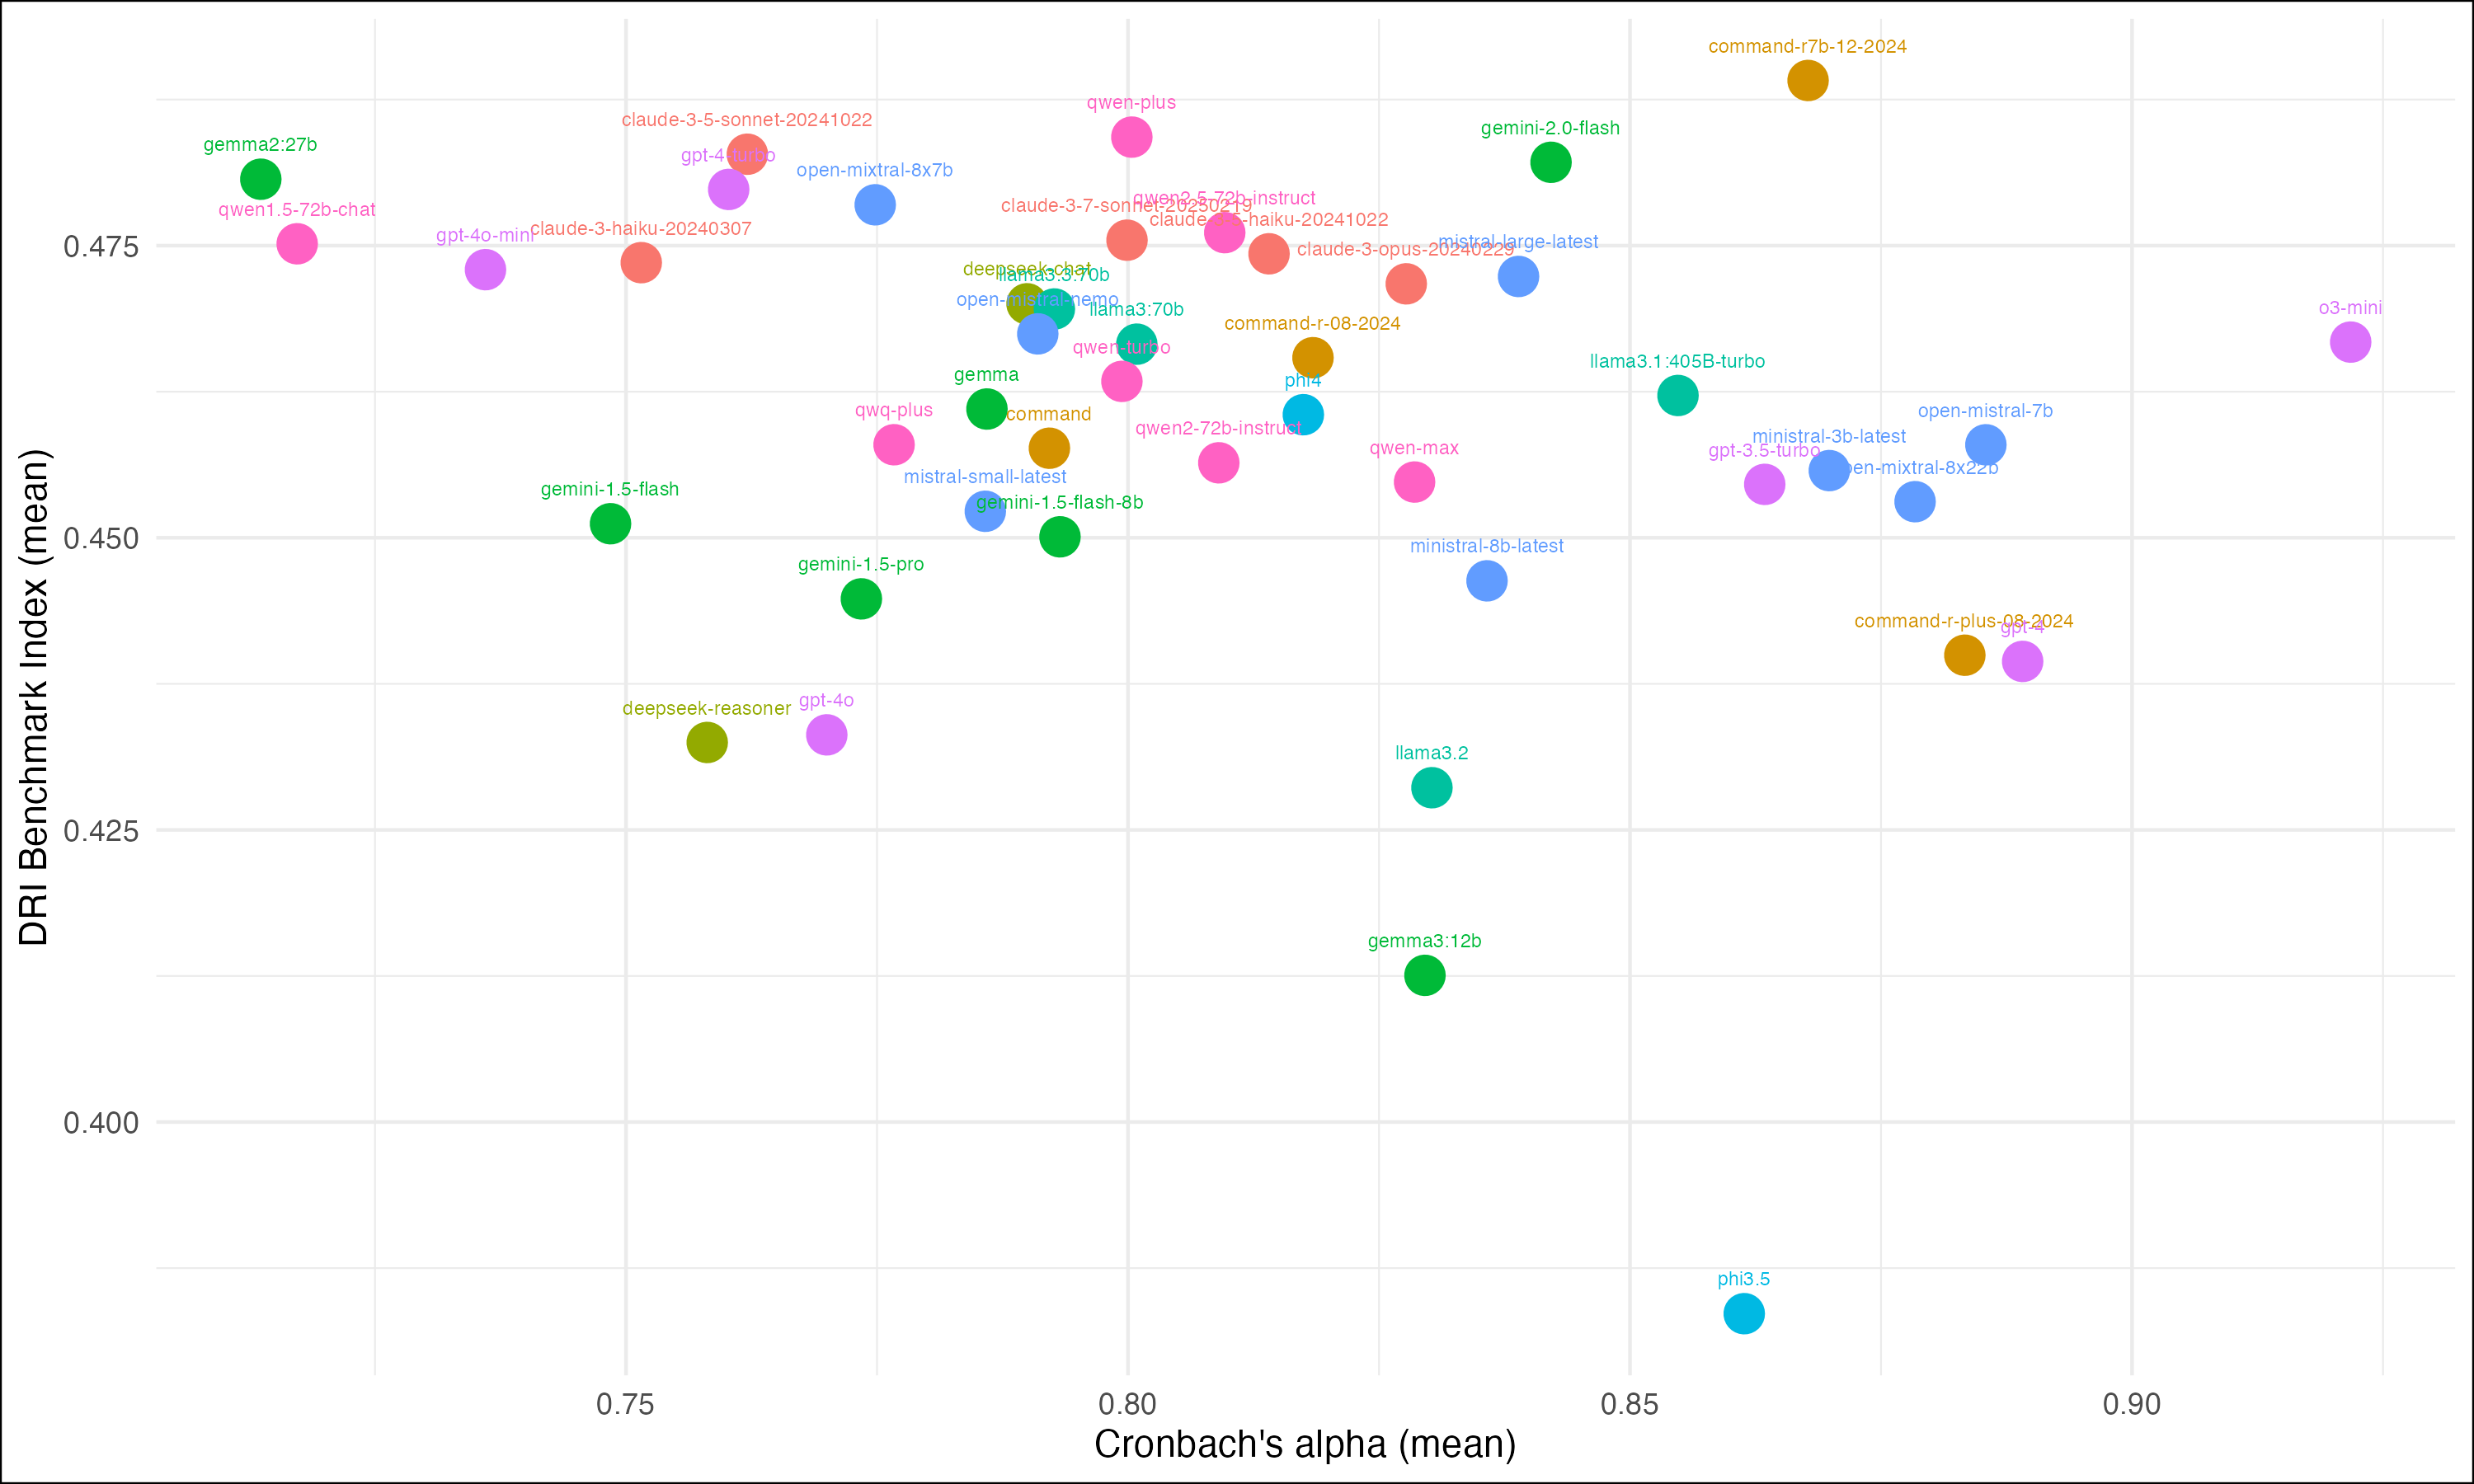 command-r7b-12-2024
qwen-plus
claude-3-5-sonnet-20241022
gemini-2.0-flash
gemma2:27b
gpt-4-turbo
open-mixtral-8x7b
qwen2.5-72b-instruct
claude-3-7-sonnet-20250219
qwen1.5-72b-chat
claude-3-5-haiku-20241022
claude-3-haiku-20240307
gpt-4o-mini
mistral-large-latest
claude-3-opus-20240229
0.475
deepseek-chat
llama3.3:70b
open-mistral-nemo
o3-mini
llama3:70b
command-r-08-2024
qwen-turbo
llama3.1:405B-turbo
gemma
phi4
qwq-plus
open-mistral-7b
command
qwen2-72b-instruct
ministral-3b-latest
qwen-max
gpt-3.5-turbo
open-mixtral-8x22b
mistral-small-latest
gemini-1.5-flash
gemini-1.5-flash-8b
0.450
ministral-8b-latest
gemini-1.5-pro
command-r-plus-08-2024
gpt-4
gpt-4o
deepseek-reasoner
llama3.2
0.425
gemma3:12b
0.400
phi3.5
0.75
0.80
0.85
0.90
Cronbach's alpha (mean)
DRI Benchmark Index (mean)